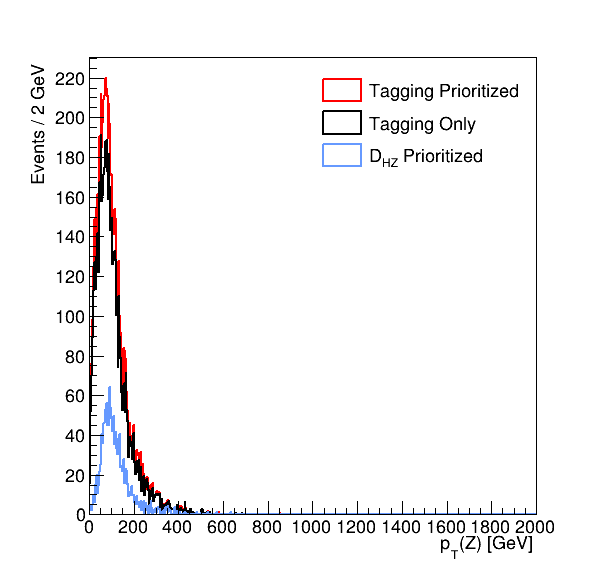 Events / 2 GeV
220
200
180
160
140
120
100
80
60
40
20
0
Tagging Prioritized
Tagging Only
D_HZ Prioritized
0 200 400 600 800 1000 1200 1400 1600 1800 2000
p_T(Z) [GeV]